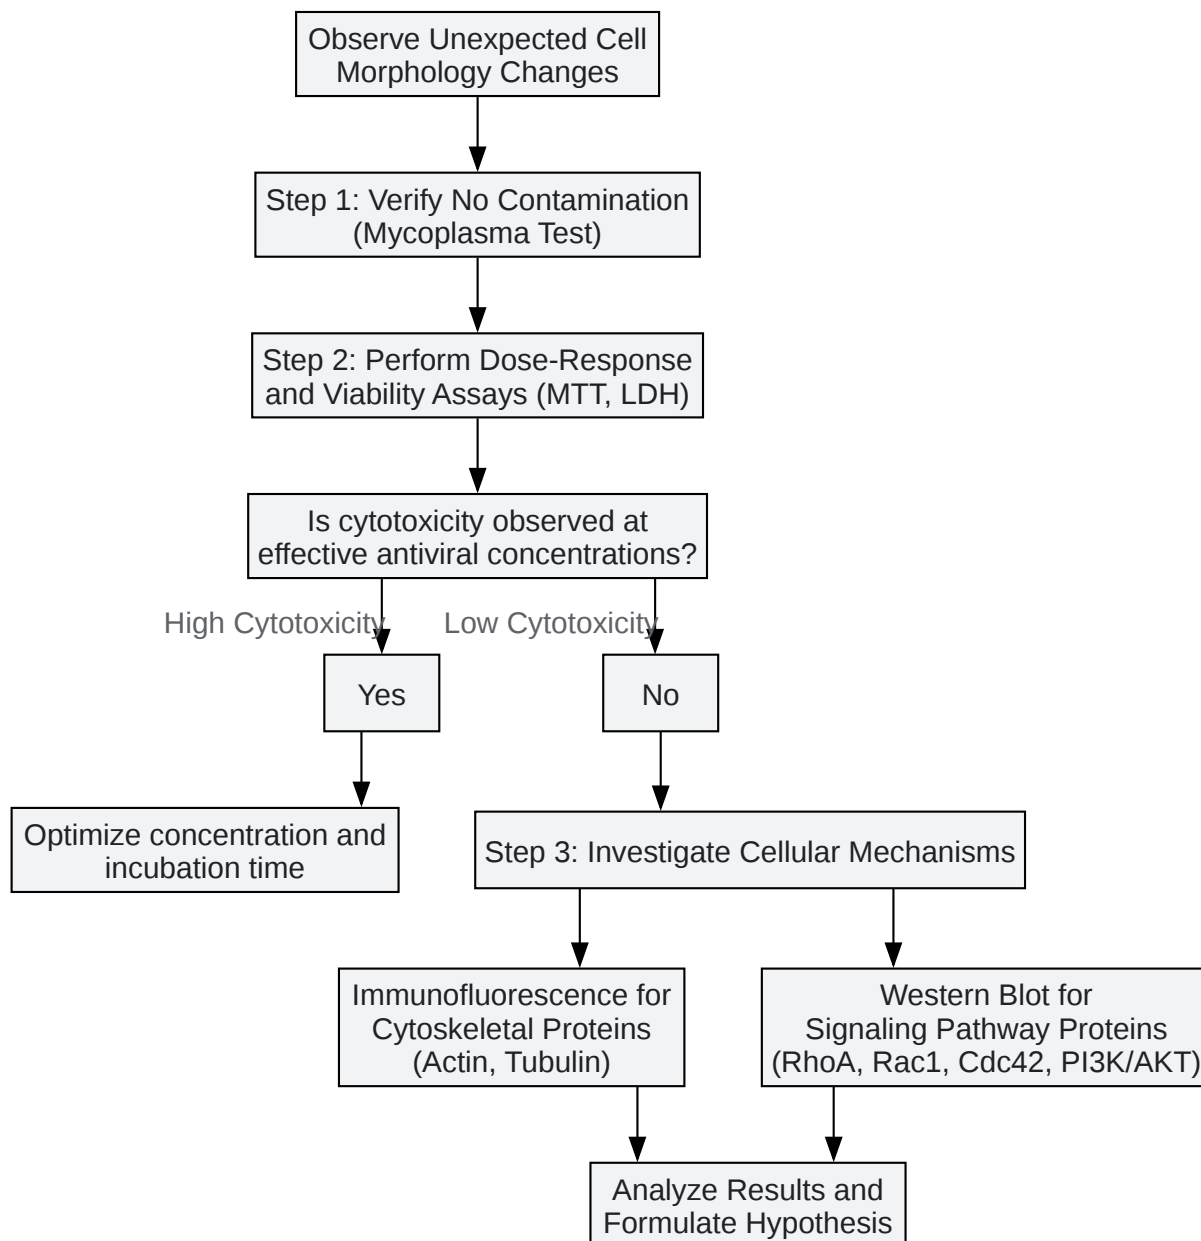 Observe Unexpected Cell
Morphology Changes
Step 1: Verify No Contamination
(Mycoplasma Test)
Step 2: Perform Dose-Response
and Viability Assays (MTT, LDH)
Is cytotoxicity observed at
effective antiviral concentrations?
High Cytotoxicity
Low Cytotoxicity
Yes
No
Optimize concentration and
incubation time
Step 3: Investigate Cellular Mechanisms
Immunofluorescence for
Cytoskeletal Proteins
(Actin, Tubulin)
Western Blot for
Signaling Pathway Proteins
(RhoA, Rac1, Cdc42, PI3K/AKT)
Analyze Results and
Formulate Hypothesis